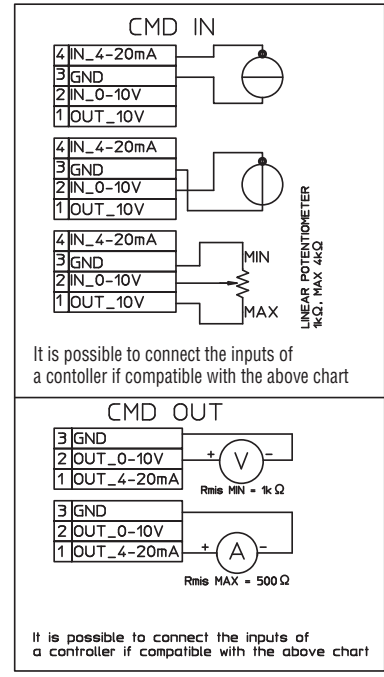 CMD IN
4 IN_4-20mA
3 GND
2 IN_0-10V
1 OUT_10V
4 IN_4-20mA
3 GND
2 IN_0-10V
1 OUT_10V
4 IN_4-20mA
3 GND
2 IN_0-10V
1 OUT_10V
MIN
MAX
LINEAR POTENTIOMETER
1kΩ, MAX 4kΩ
It is possible to connect the inputs of
a contoller if compatible with the above chart
CMD OUT
3 GND
2 OUT_0-10V
1 OUT_4-20mA
+ V -
Rmis MIN = 1k Ω
3 GND
2 OUT_0-10V
1 OUT_4-20mA
+ A -
Rmis MAX = 500 Ω
It is possible to connect the inputs of
a controller if compatible with the above chart